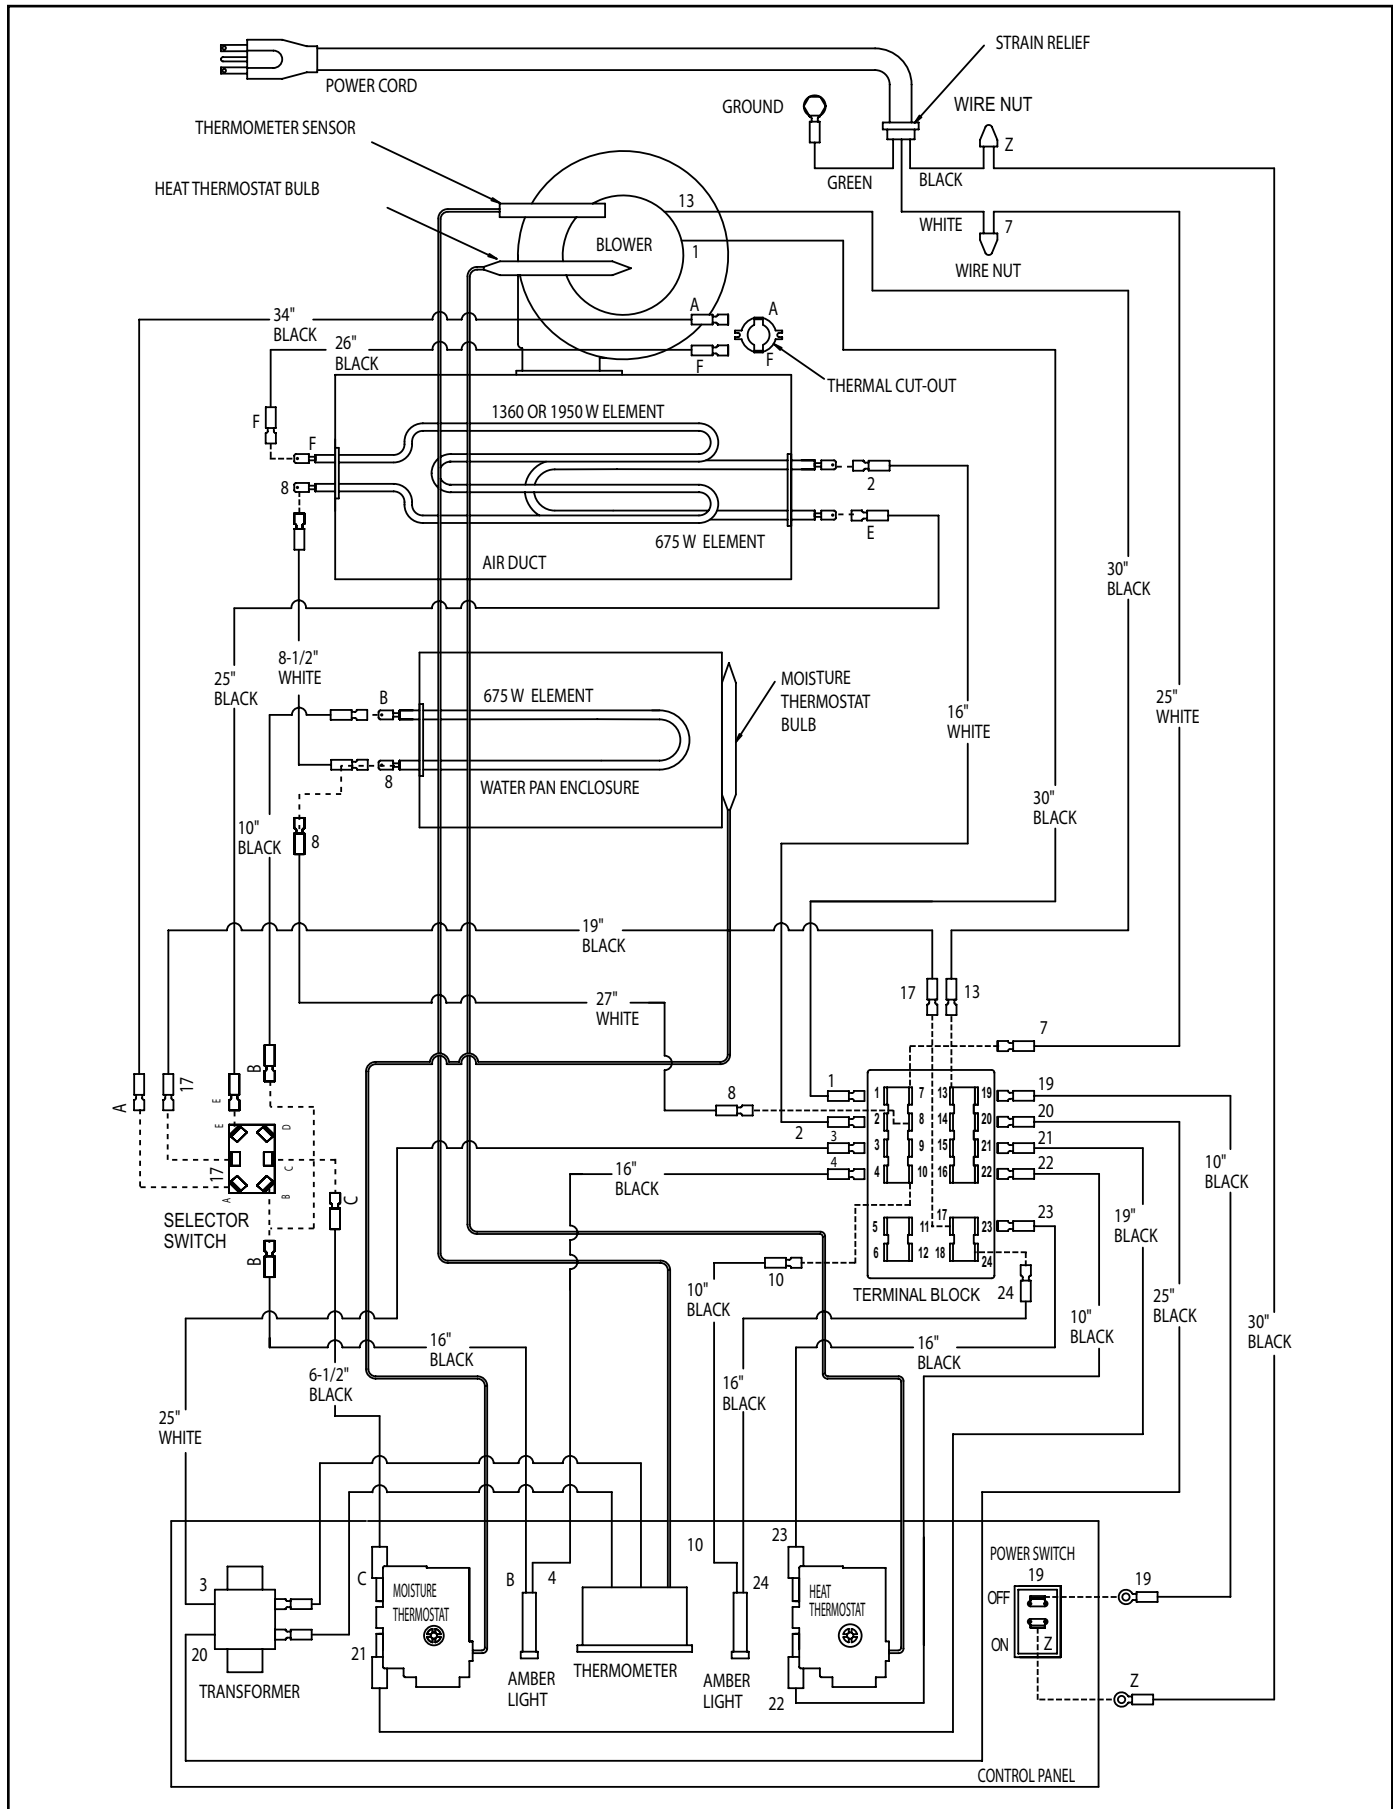 STRAIN RELIEF
POWER CORD
GROUND
WIRE NUT
THERMOMETER SENSOR
Z
GREEN
BLACK
HEAT THERMOSTAT BULB
13
WHITE
7
BLOWER
1
WIRE NUT
34"
BLACK
A
A
26"
BLACK
F
F
THERMAL CUT-OUT
1360 OR 1950 W ELEMENT
F
F
8
2
675 W ELEMENT
E
AIR DUCT
30"
BLACK
8-1/2"
WHITE
25"
BLACK
675 W ELEMENT
B
MOISTURE
THERMOSTAT
BULB
16"
WHITE
25"
WHITE
8
WATER PAN ENCLOSURE
10"
BLACK
8
30"
BLACK
19"
BLACK
17
13
27"
WHITE
7
B
17
A
E
8
1
2
3
4
1
7
13
19
2
8
14
20
3
9
15
21
4
10
16
22
5
11
17
23
6
12
18
24
19
20
21
22
23
E
D
17
C
A
B
C
SELECTOR
SWITCH
B
16"
BLACK
10"
BLACK
19"
BLACK
10
TERMINAL BLOCK
24
10"
BLACK
25"
BLACK
10"
BLACK
30"
BLACK
16"
BLACK
16"
BLACK
6-1/2"
BLACK
16"
BLACK
25"
WHITE
10
23
POWER SWITCH
19
19
3
C
MOISTURE
THERMOSTAT
B
4
24
HEAT
THERMOSTAT
OFF
ON
Z
Z
20
21
22
TRANSFORMER
AMBER
LIGHT
THERMOMETER
AMBER
LIGHT
CONTROL PANEL